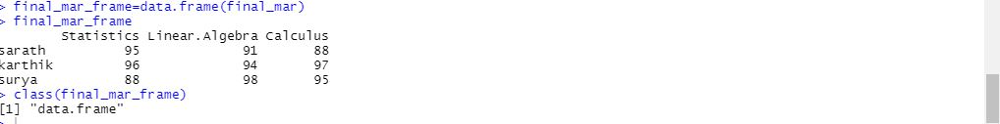 > final_mar_frame=data.frame(final_mar)
> final_mar_frame
        Statistics Linear.Algebra Calculus
sarath          95             91       88
karthik         96             94       97
surya           88             98       95
> class(final_mar_frame)
[1] "data.frame"
>